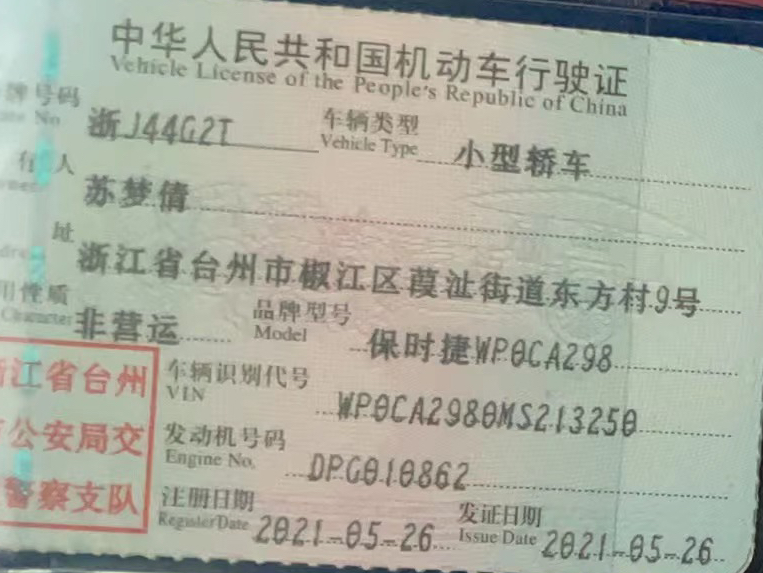 中华人民共和国机动车行驶证
Vehicle License of the People's Republic of China
牌号码 浙J44G2T 车辆类型 小型轿车
No Vehicle Type
有人 苏梦倩
址 浙江省台州市椒江区葭沚街道东方村9号
用性质 非营运 品牌型号 保时捷WP0CA298
Character Model
车辆识别代号 WP0CA2980MS213250
VIN
发动机号码 DPG010862
Engine No.
注册日期 2021-05-26 发证日期 2021-05-26
Register Date Issue Date
江省台州
公安局交
警察支队